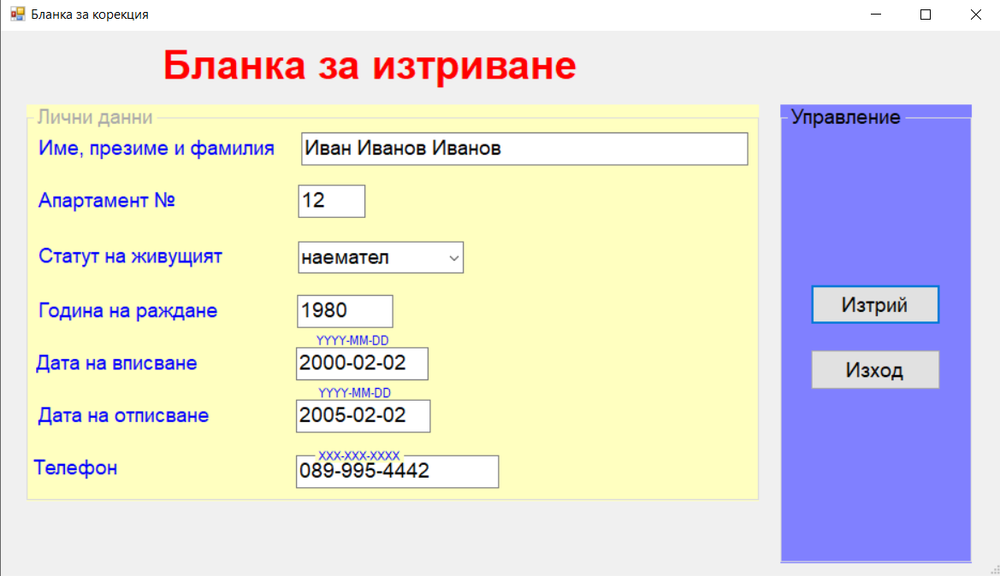 Бланка за корекция
Бланка за изтриване
Лични данни
Име, презиме и фамилия Иван Иванов Иванов
Апартамент № 12
Статут на живущият наемател
Година на раждане 1980
YYYY-MM-DD
Дата на вписване 2000-02-02
YYYY-MM-DD
Дата на отписване 2005-02-02
XXX-XXX-XXXX
Телефон 089-995-4442
Управление
Изтрий
Изход